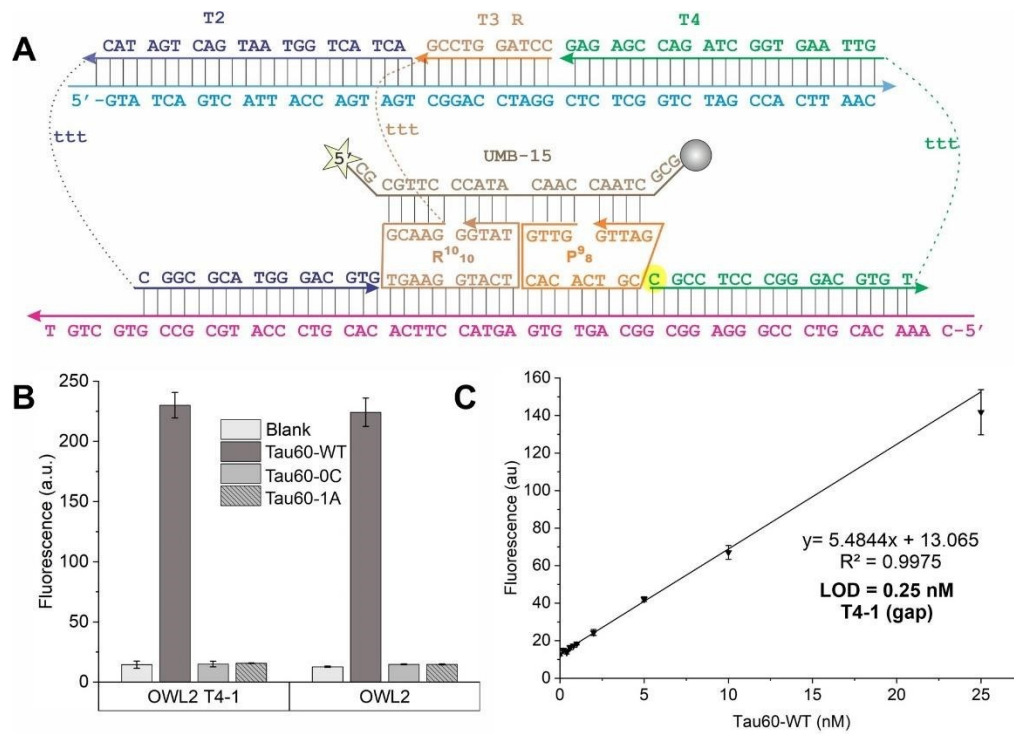 A
T2 T3 R T4
CAT AGT CAG TAA TGG TCA TCA GCCTG GATCC GAG AGC CAG ATC GGT GAA TTG
5'-GTA TCA GTC ATT ACC AGT AGT CGGAC CTAGG CTC TCG GTC TAG CCA CTT AAC
ttt ttt ttt
UMB-15
5' CG CGTTC CCATA CAAC CAATC GCG
GCAAG GGTAT GTTG GTTAG
R¹⁰₁₀ P⁹₈
C GGC GCA TGG GAC GTG TGAAG GTACT CAC ACT GC C GCC TCC CGG GAC GTG T
T GTC GTG CCG CGT ACC CTG CAC ACTTC CATGA GTG TGA CGG CGG AGG GCC CTG CAC AAA C-5'
B
Fluorescence (a.u.)
250
200
150
100
50
0
Blank
Tau60-WT
Tau60-0C
Tau60-1A
OWL2 T4-1 OWL2
C
Fluorescence (au)
160
140
120
100
80
60
40
20
0
y= 5.4844x + 13.065
R² = 0.9975
LOD = 0.25 nM
T4-1 (gap)
0 5 10 15 20 25
Tau60-WT (nM)